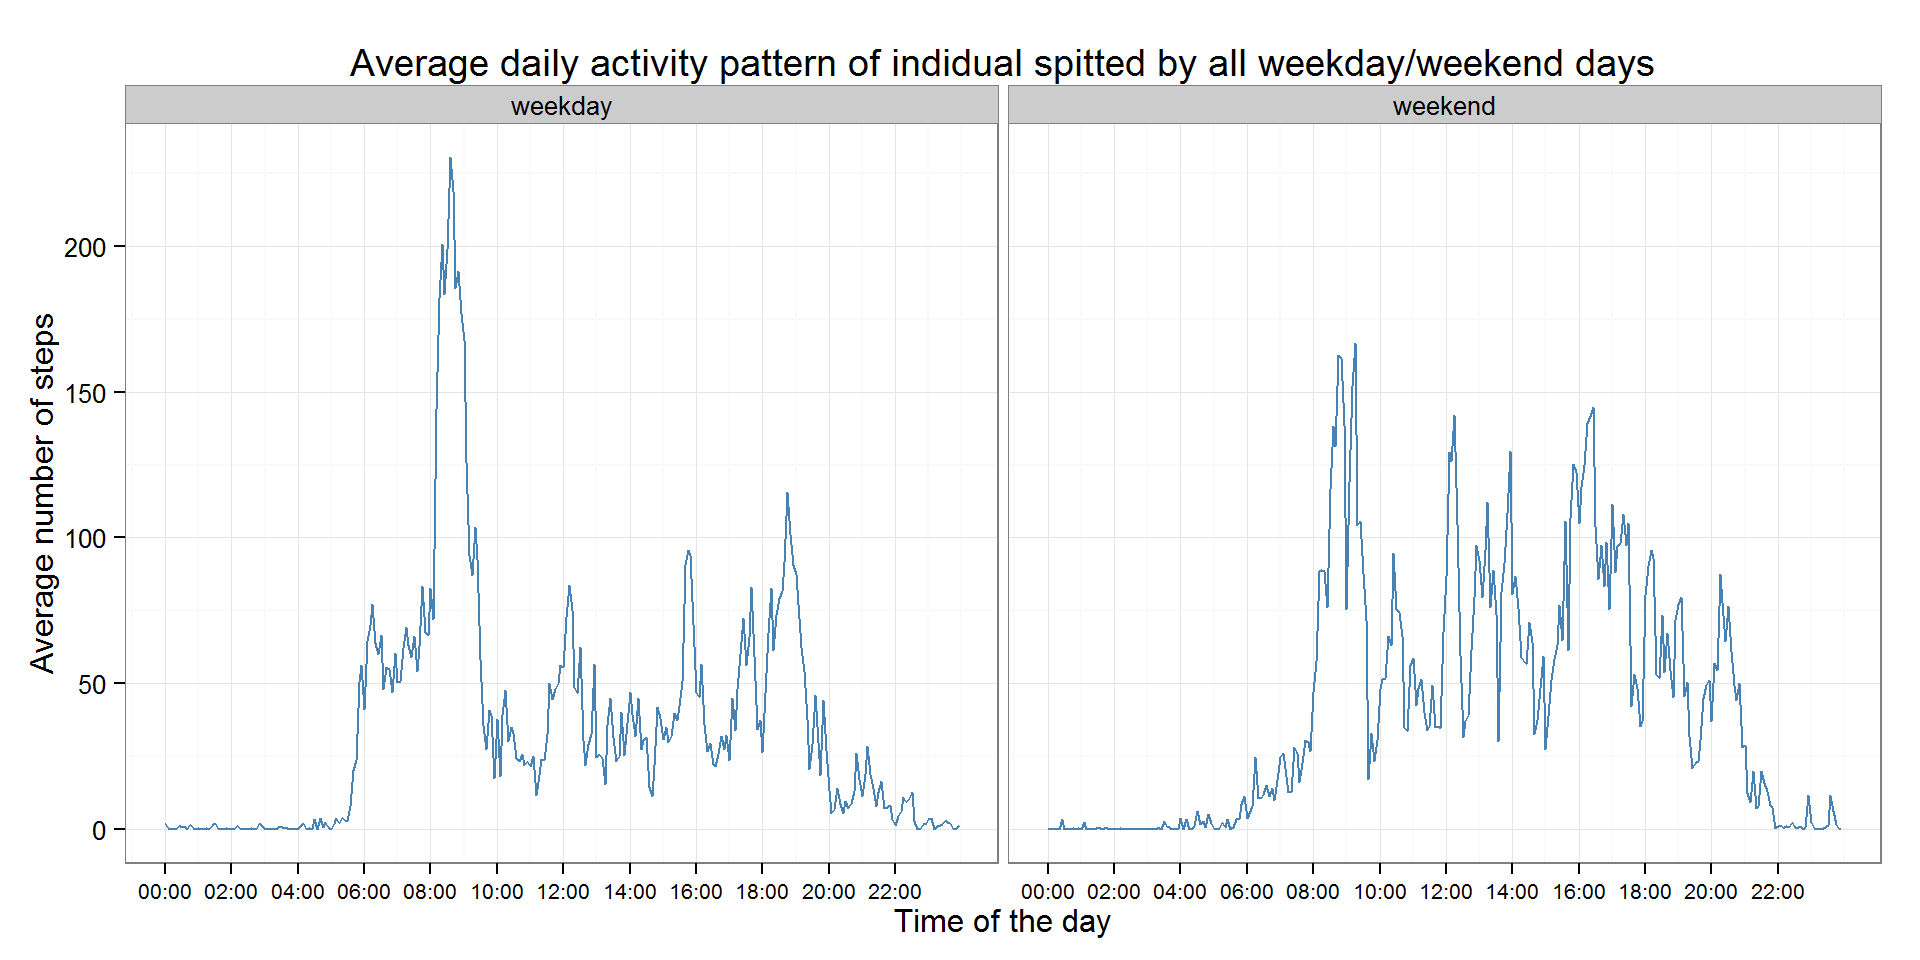 Average daily activity pattern of indidual spitted by all weekday/weekend days
weekday
weekend
Average number of steps
200
150
100
50
0
00:00 02:00 04:00 06:00 08:00 10:00 12:00 14:00 16:00 18:00 20:00 22:00
00:00 02:00 04:00 06:00 08:00 10:00 12:00 14:00 16:00 18:00 20:00 22:00
Time of the day